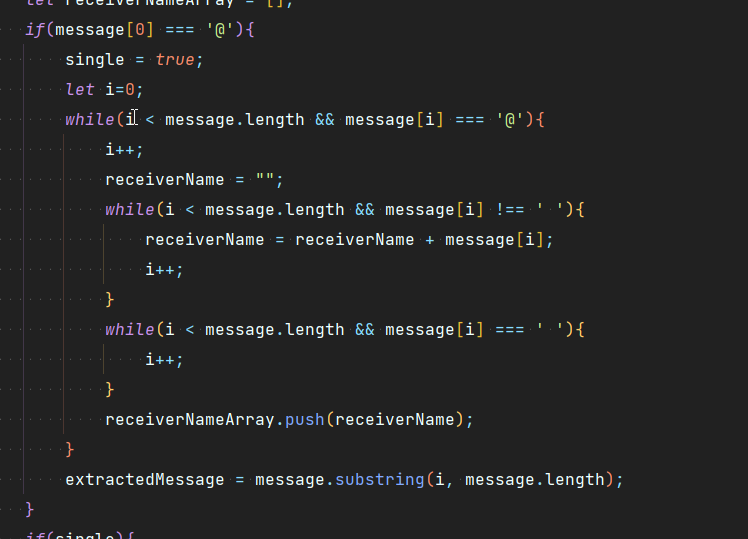 let receiverNameArray = [];
if(message[0] === '@'){
single = true;
let i=0;
while(i < message.length && message[i] === '@'){
i++;
receiverName = "";
while(i < message.length && message[i] !== ' '){
receiverName = receiverName + message[i];
i++;
}
while(i < message.length && message[i] === ' '){
i++;
}
receiverNameArray.push(receiverName);
}
extractedMessage = message.substring(i, message.length);
}
if(single){